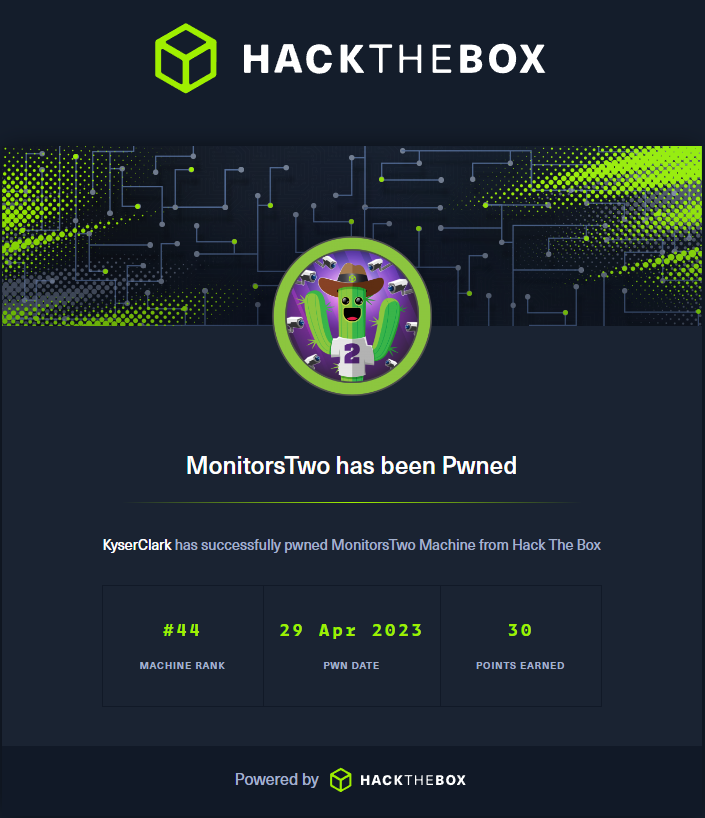 HACKTHEBOX
2
MonitorsTwo has been Pwned
KyserClark has successfully pwned MonitorsTwo Machine from Hack The Box
#44 29 Apr 2023 30
MACHINE RANK PWN DATE POINTS EARNED
Powered by HACKTHEBOX